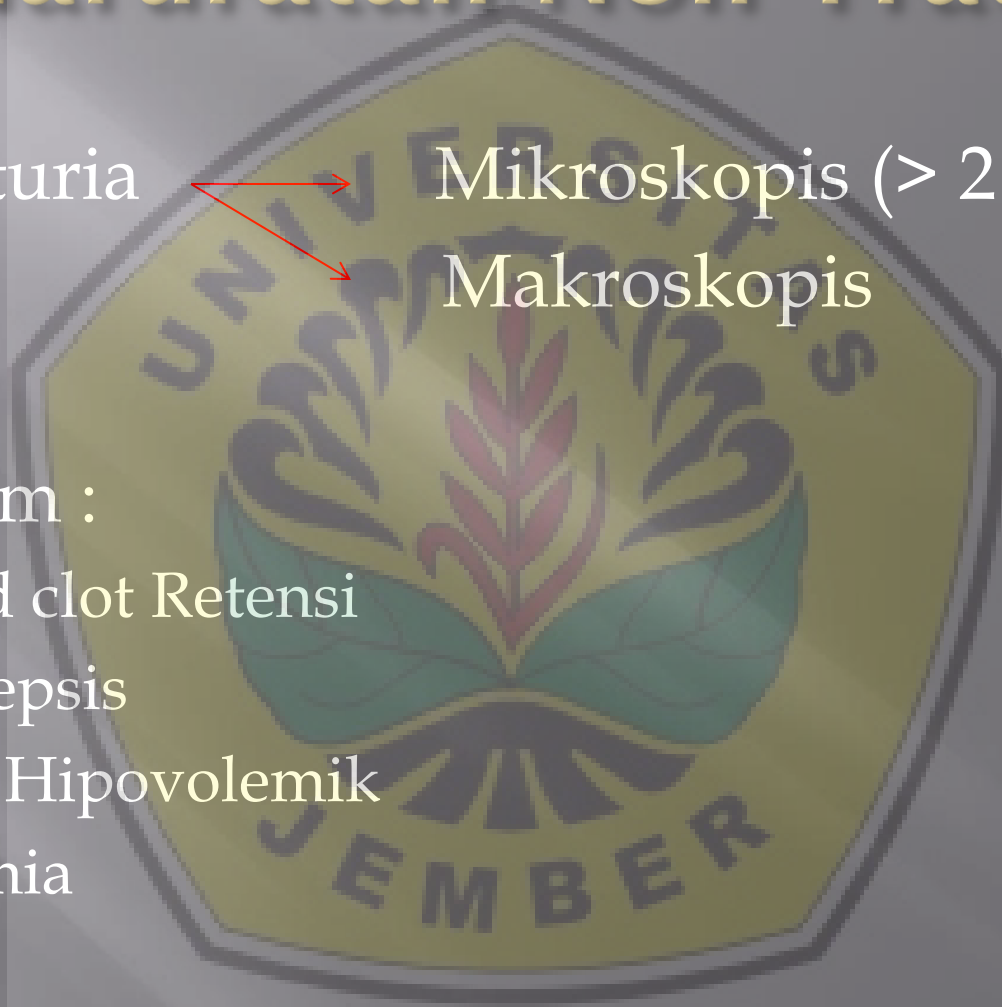 turia Mikroskopis (> 2
Makroskopis
m :
d clot Retensi
epsis
Hipovolemik
nia
UNIVERSITAS
JEMBER